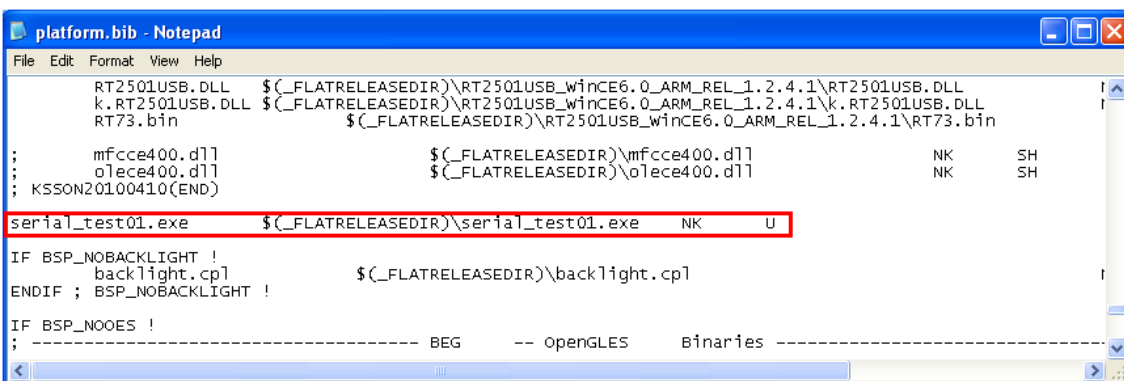 platform.bib - Notepad
File Edit Format View Help
RT2501USB.DLL $(_FLATRELEASEDIR)\RT2501USB_WinCE6.0_ARM_REL_1.2.4.1\RT2501USB.DLL
k.RT2501USB.DLL $(_FLATRELEASEDIR)\RT2501USB_WinCE6.0_ARM_REL_1.2.4.1\k.RT2501USB.DLL
RT73.bin $(_FLATRELEASEDIR)\RT2501USB_WinCE6.0_ARM_REL_1.2.4.1\RT73.bin
; mfcce400.dll $(_FLATRELEASEDIR)\mfcce400.dll NK SH
; olece400.dll $(_FLATRELEASEDIR)\olece400.dll NK SH
; KSSON20100410(END)
serial_test01.exe $(_FLATRELEASEDIR)\serial_test01.exe NK U
IF BSP_NOBACKLIGHT !
backlight.cpl $(_FLATRELEASEDIR)\backlight.cpl
ENDIF ; BSP_NOBACKLIGHT !
IF BSP_NOOES !
; ------------------------------------- BEG -- OpenGLES Binaries --------------------------------